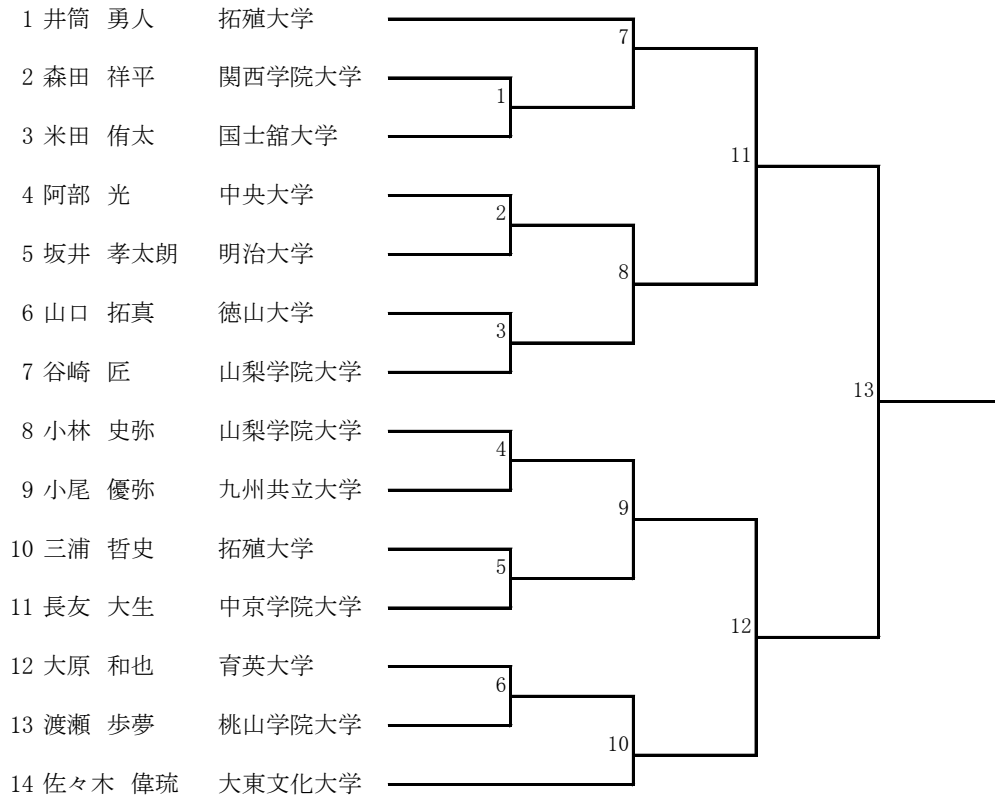 1 井筒 勇人 拓殖大学
7
2 森田 祥平 関西学院大学
1
3 米田 侑太 国士舘大学
11
4 阿部 光 中央大学
2
5 坂井 孝太朗 明治大学
8
6 山口 拓真 徳山大学
3
7 谷崎 匠 山梨学院大学
13
8 小林 史弥 山梨学院大学
4
9 小尾 優弥 九州共立大学
9
10 三浦 哲史 拓殖大学
5
11 長友 大生 中京学院大学
12
12 大原 和也 育英大学
6
13 渡瀬 歩夢 桃山学院大学
10
14 佐々木 偉琉 大東文化大学